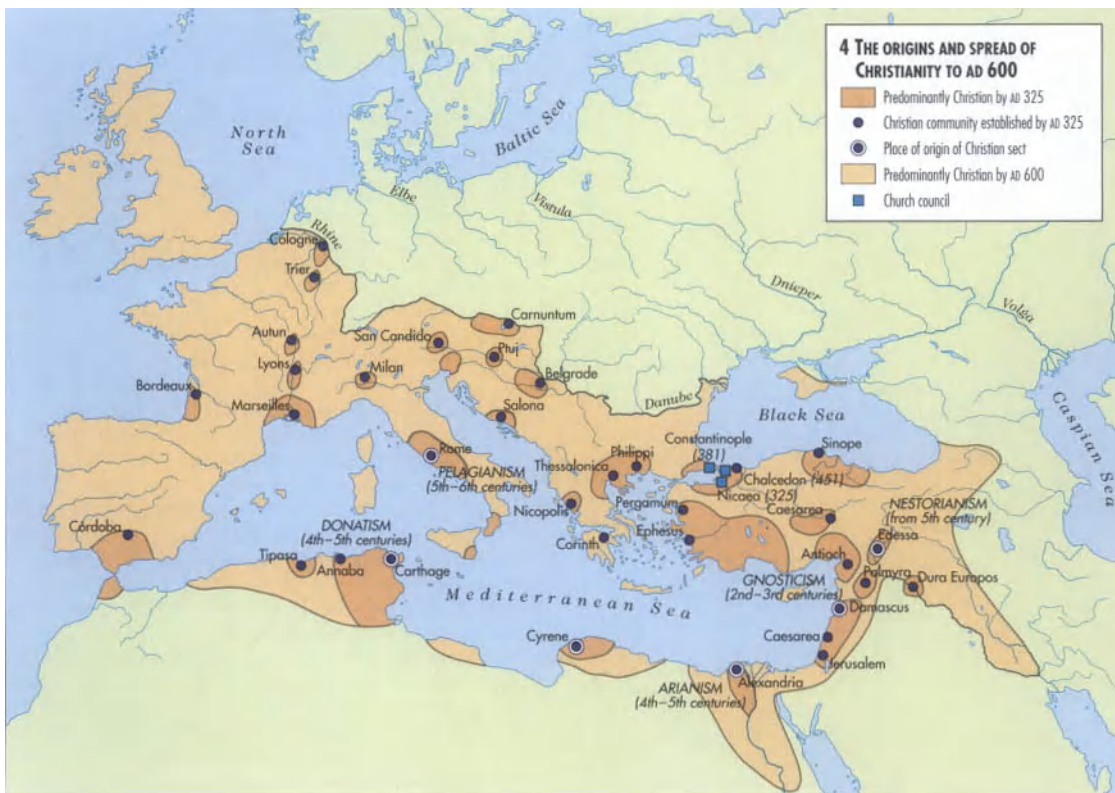 4 THE ORIGINS AND SPREAD OF
CHRISTIANITY TO AD 600
Predominantly Christian by AD 325
Christian community established by AD 325
Place of origin of Christian sect
Predominantly Christian by AD 600
Church council
North
Sea
Baltic Sea
Elbe
Vistula
Dnieper
Volga
Rhine
Cologne
Trier
Carnuntum
San Candido
Autun
Ptuj
Lyons
Milan
Belgrade
Bordeaux
Danube
Caspian Sea
Marseilles
Salona
Black Sea
Constantinople
(381)
Sinope
Rome
Philippi
PELAGIANISM
(5th–6th centuries)
Thessalonica
Chalcedon (451)
Nicaea (325)
NESTORIANISM
(from 5th century)
Nicopolis
Pergamum
Caesarea
Córdoba
DONATISM
(4th–5th centuries)
Corinth
Ephesus
Edessa
Tipasa
Annaba
Carthage
Antioch
GNOSTICISM
(2nd–3rd centuries)
Palmyra
Dura Europos
Mediterranean Sea
Damascus
Cyrene
Caesarea
Jerusalem
ARIANISM
(4th–5th centuries)
Alexandria